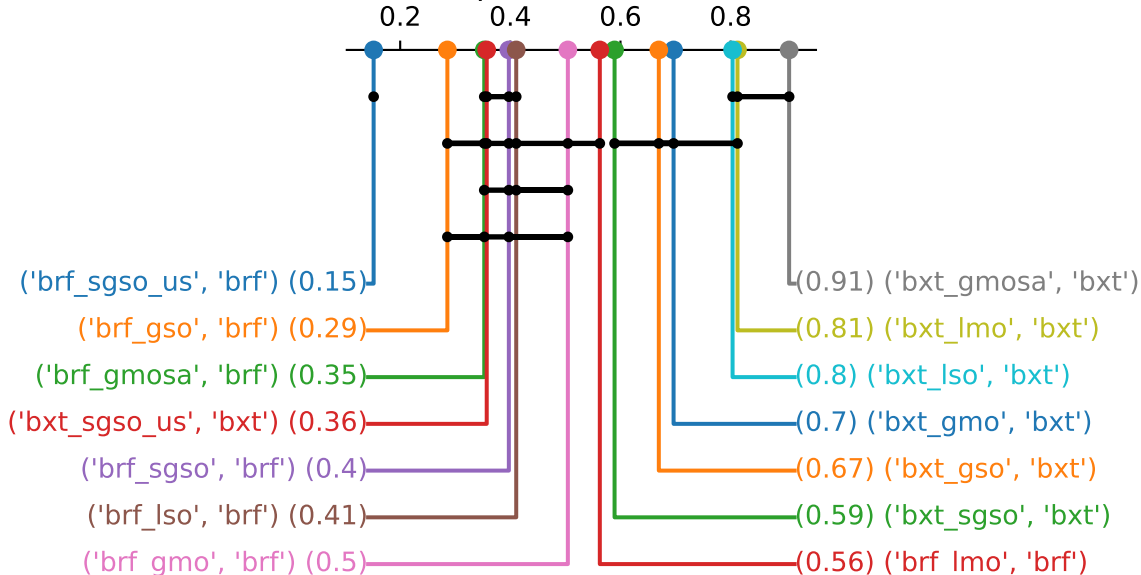 0.2 0.4 0.6 0.8
('brf_sgso_us', 'brf') (0.15) (0.91) ('bxt_gmosa', 'bxt')
('brf_gso', 'brf') (0.29) (0.81) ('bxt_lmo', 'bxt')
('brf_gmosa', 'brf') (0.35) (0.8) ('bxt_lso', 'bxt')
('bxt_sgso_us', 'bxt') (0.36) (0.7) ('bxt_gmo', 'bxt')
('brf_sgso', 'brf') (0.4) (0.67) ('bxt_gso', 'bxt')
('brf_lso', 'brf') (0.41) (0.59) ('bxt_sgso', 'bxt')
('brf_gmo', 'brf') (0.5) (0.56) ('brf_lmo', 'brf')